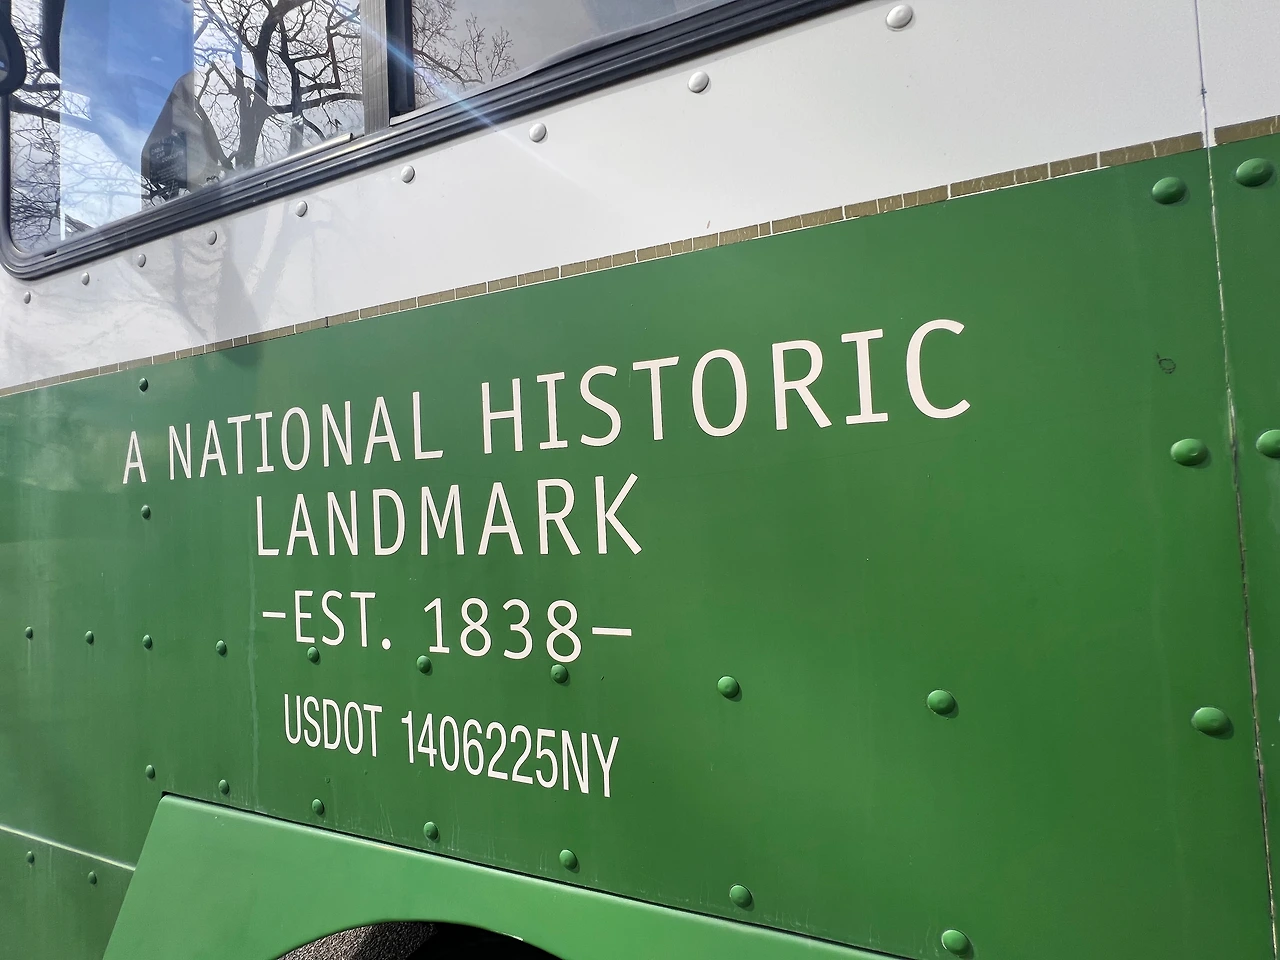 A NATIONAL HISTORIC
LANDMARK
–EST. 1838–
USDOT 1406225NY